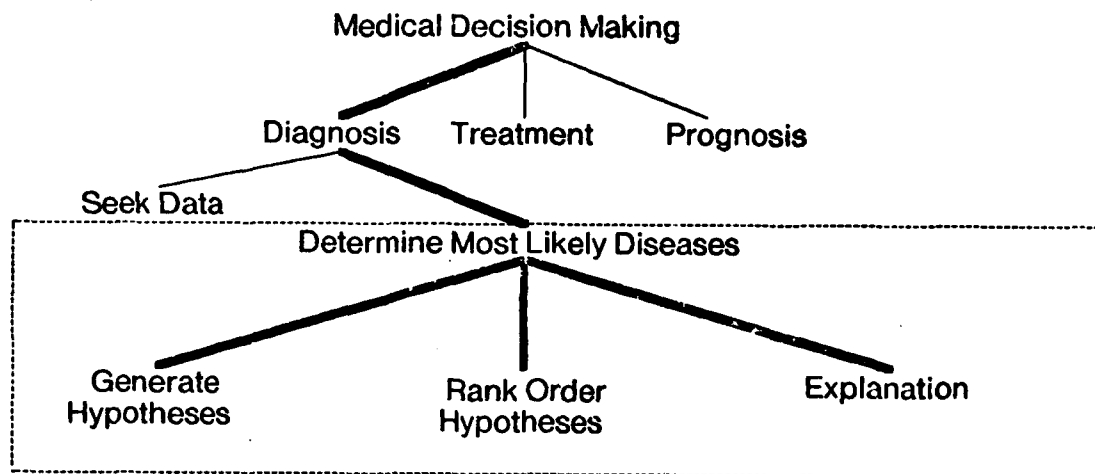 Medical Decision Making
Diagnosis Treatment Prognosis
Seek Data
Determine Most Likely Diseases
Generate
Hypotheses
Rank Order
Hypotheses
Explanation